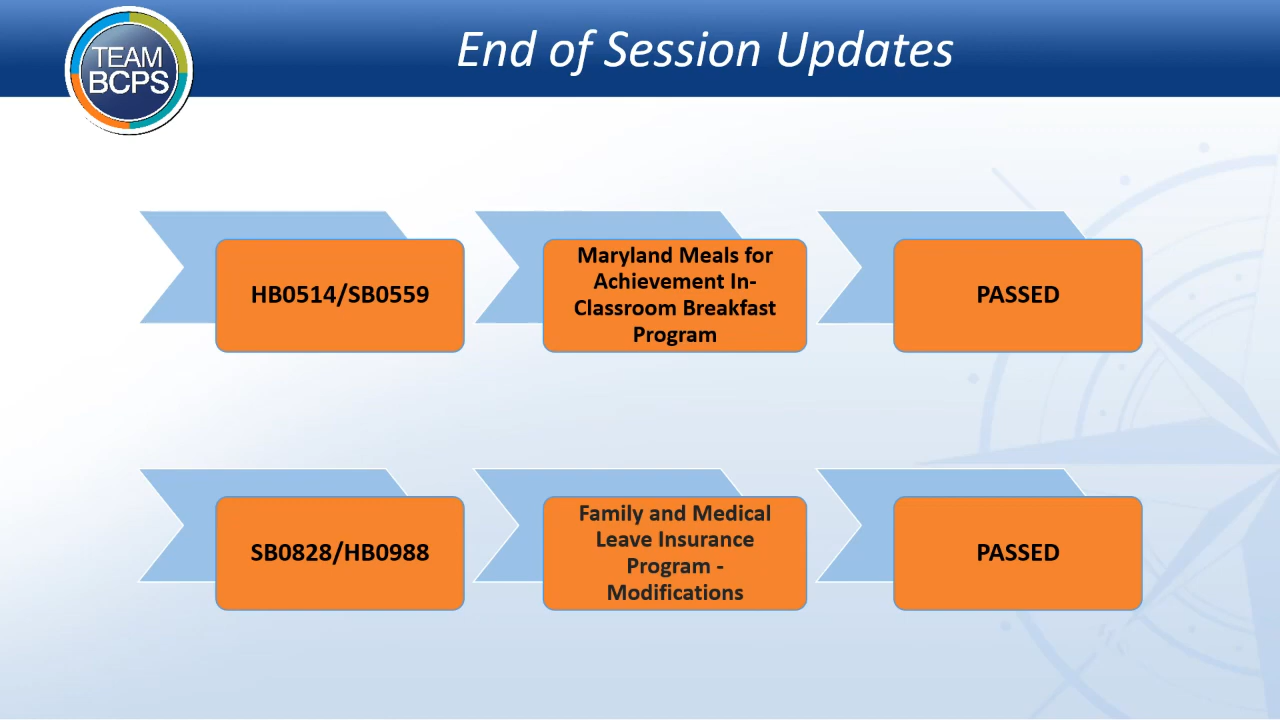 TEAM
BCPS
End of Session Updates
HB0514/SB0559
Maryland Meals for
Achievement In-
Classroom Breakfast
Program
PASSED
SB0828/HB0988
Family and Medical
Leave Insurance
Program -
Modifications
PASSED